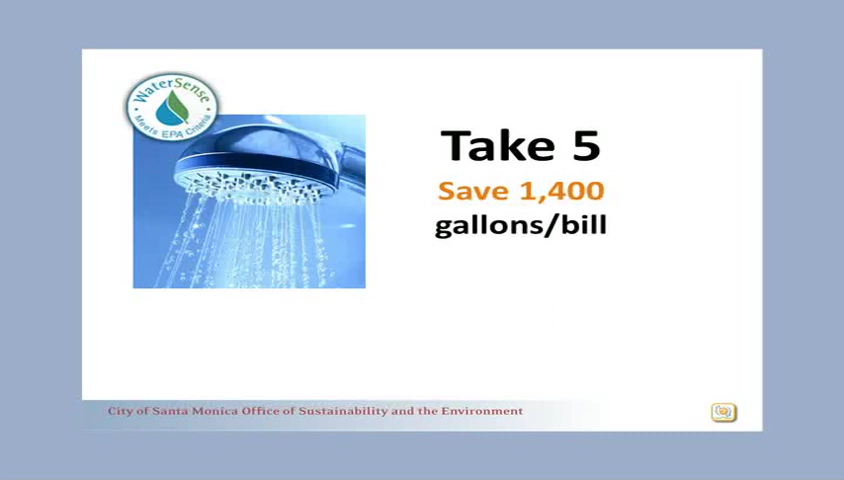 WaterSense
Meets EPA Criteria
Take 5
Save 1,400
gallons/bill
City of Santa Monica Office of Sustainability and the Environment